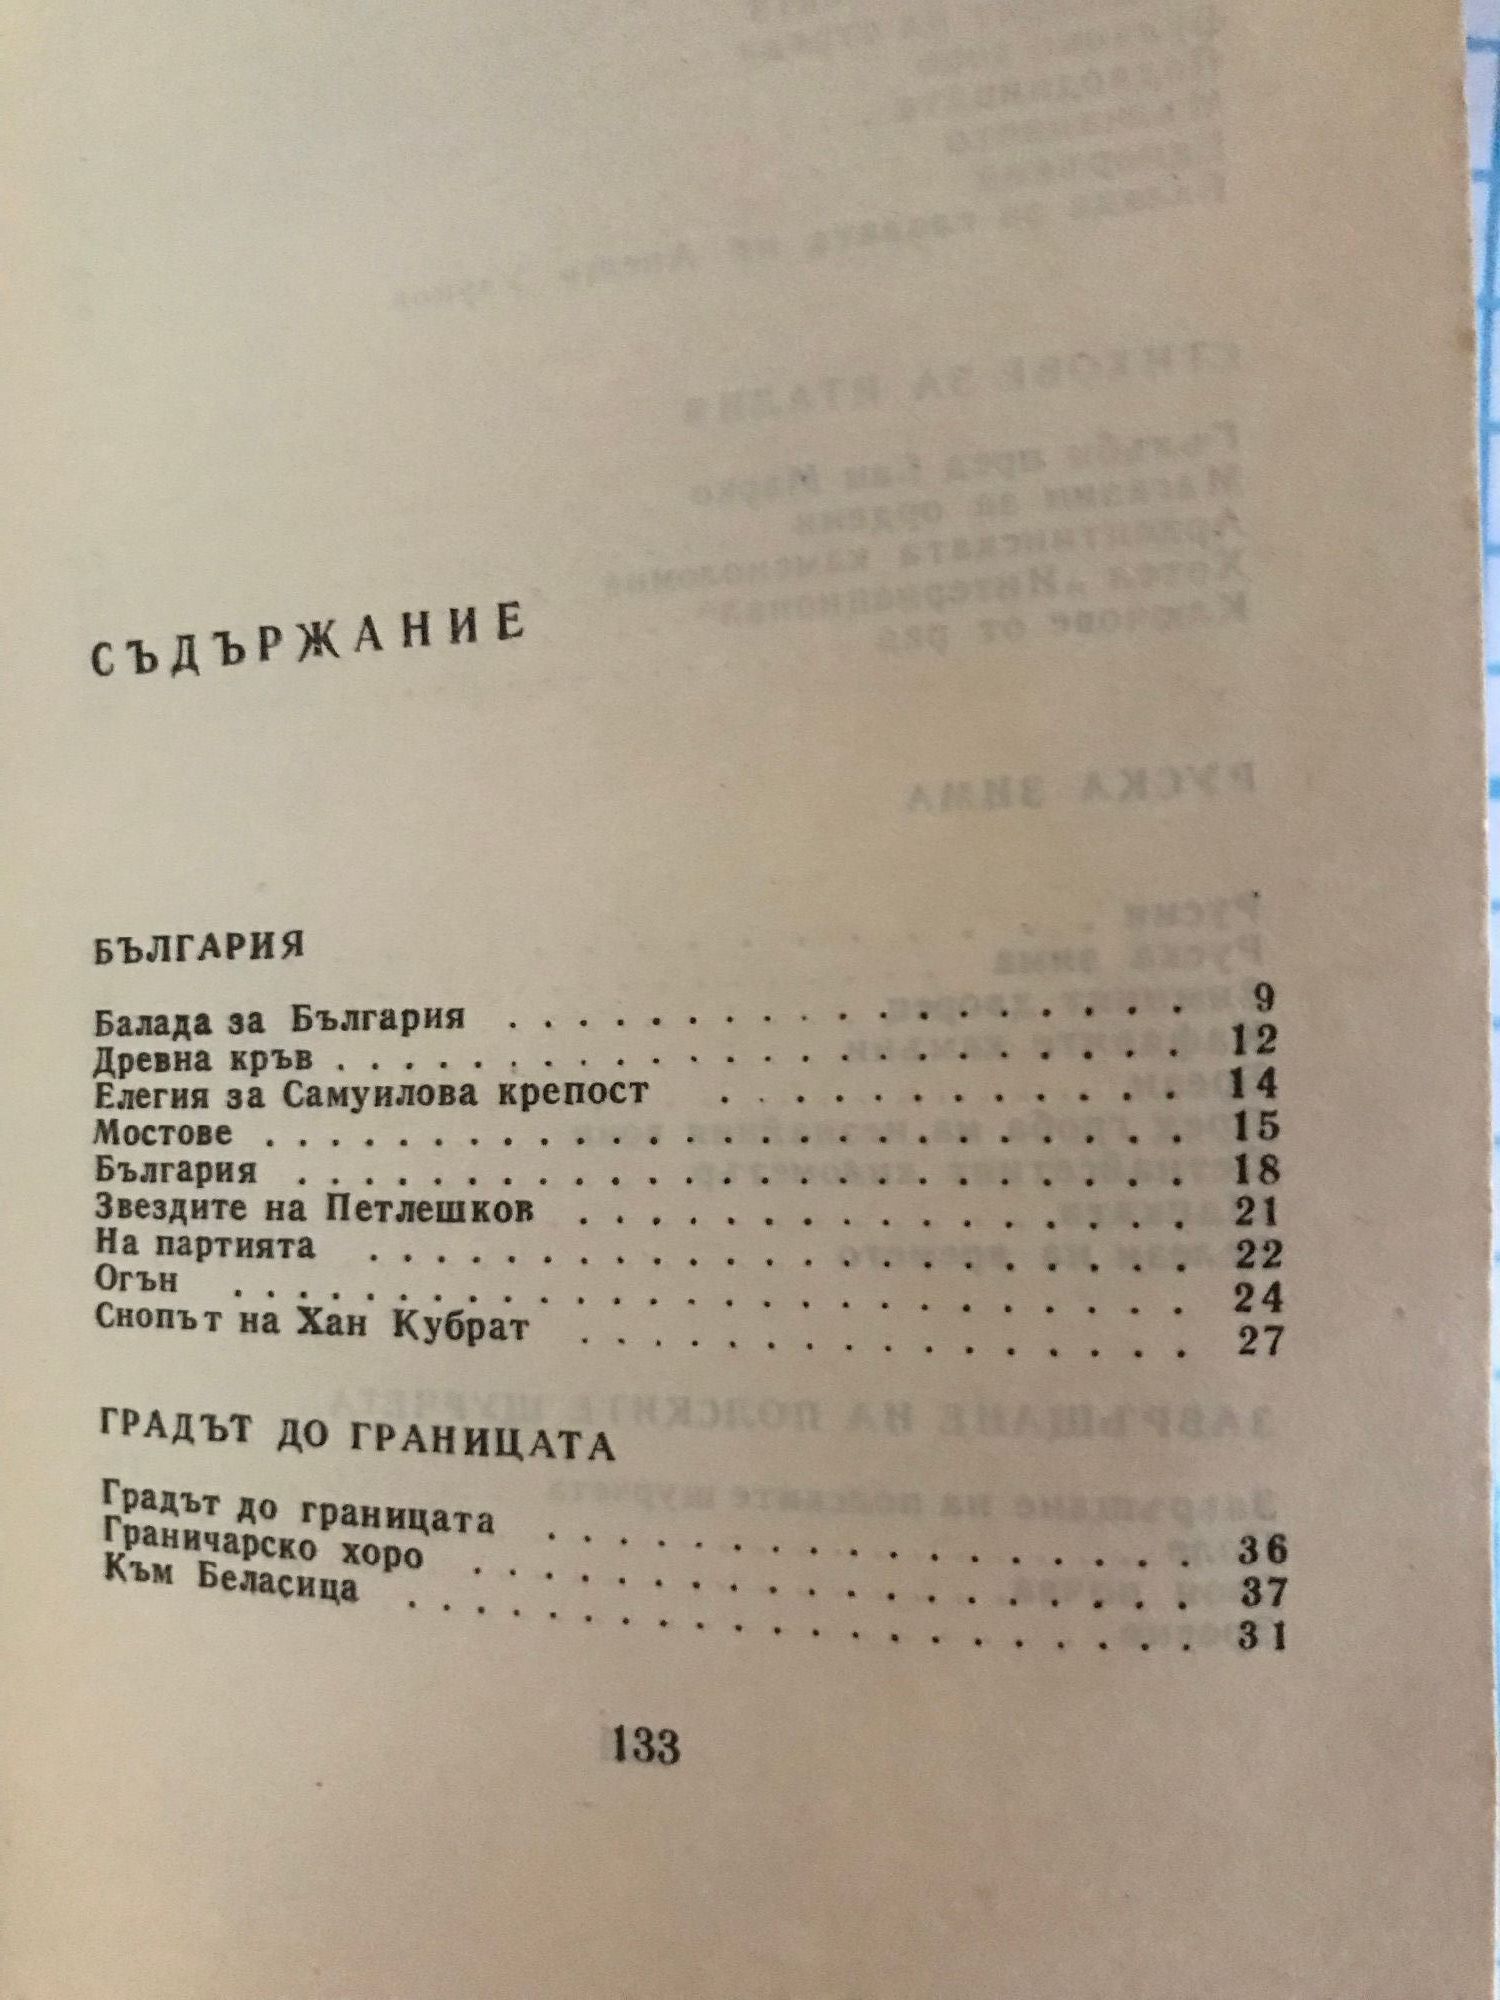 СЪДЪРЖАНИЕ
БЪЛГАРИЯ
Балада за България . . . . . . . . . . . . . . . . . . . 9
Древна кръв . . . . . . . . . . . . . . . . . . . . . . . . 12
Елегия за Самуилова крепост . . . . . . . . . . . . . 14
Мостове . . . . . . . . . . . . . . . . . . . . . . . . . . 15
България . . . . . . . . . . . . . . . . . . . . . . . . . 18
Звездите на Петлешков . . . . . . . . . . . . . . . . . 21
На партията . . . . . . . . . . . . . . . . . . . . . . . 22
Огън . . . . . . . . . . . . . . . . . . . . . . . . . . . 24
Снопът на Хан Кубрат . . . . . . . . . . . . . . . . . 27
ГРАДЪТ ДО ГРАНИЦАТА
Градът до границата . . . . . . . . . . . . . . . . . . 36
Граничарско хоро . . . . . . . . . . . . . . . . . . . . 37
Към Беласица . . . . . . . . . . . . . . . . . . . . . . 31
133